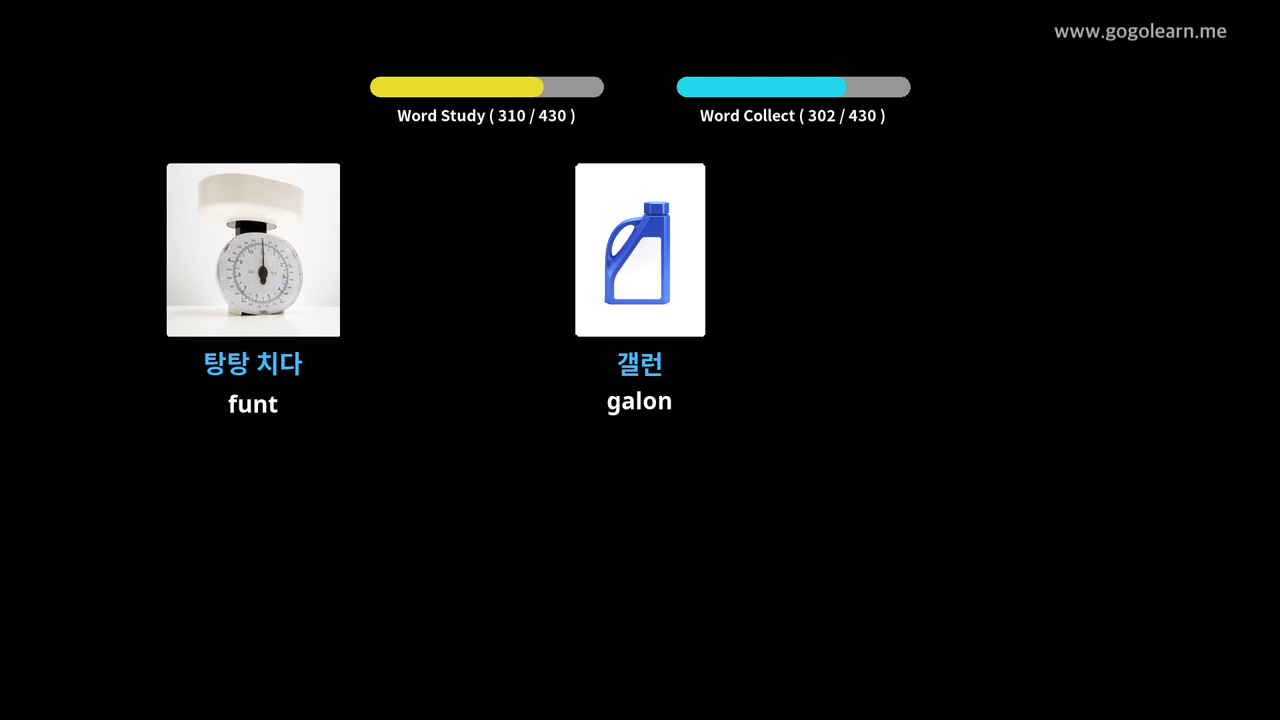 www.gogolearn.me
Word Study ( 310 / 430 )
Word Collect ( 302 / 430 )
탕탕 치다
funt
갤런
galon